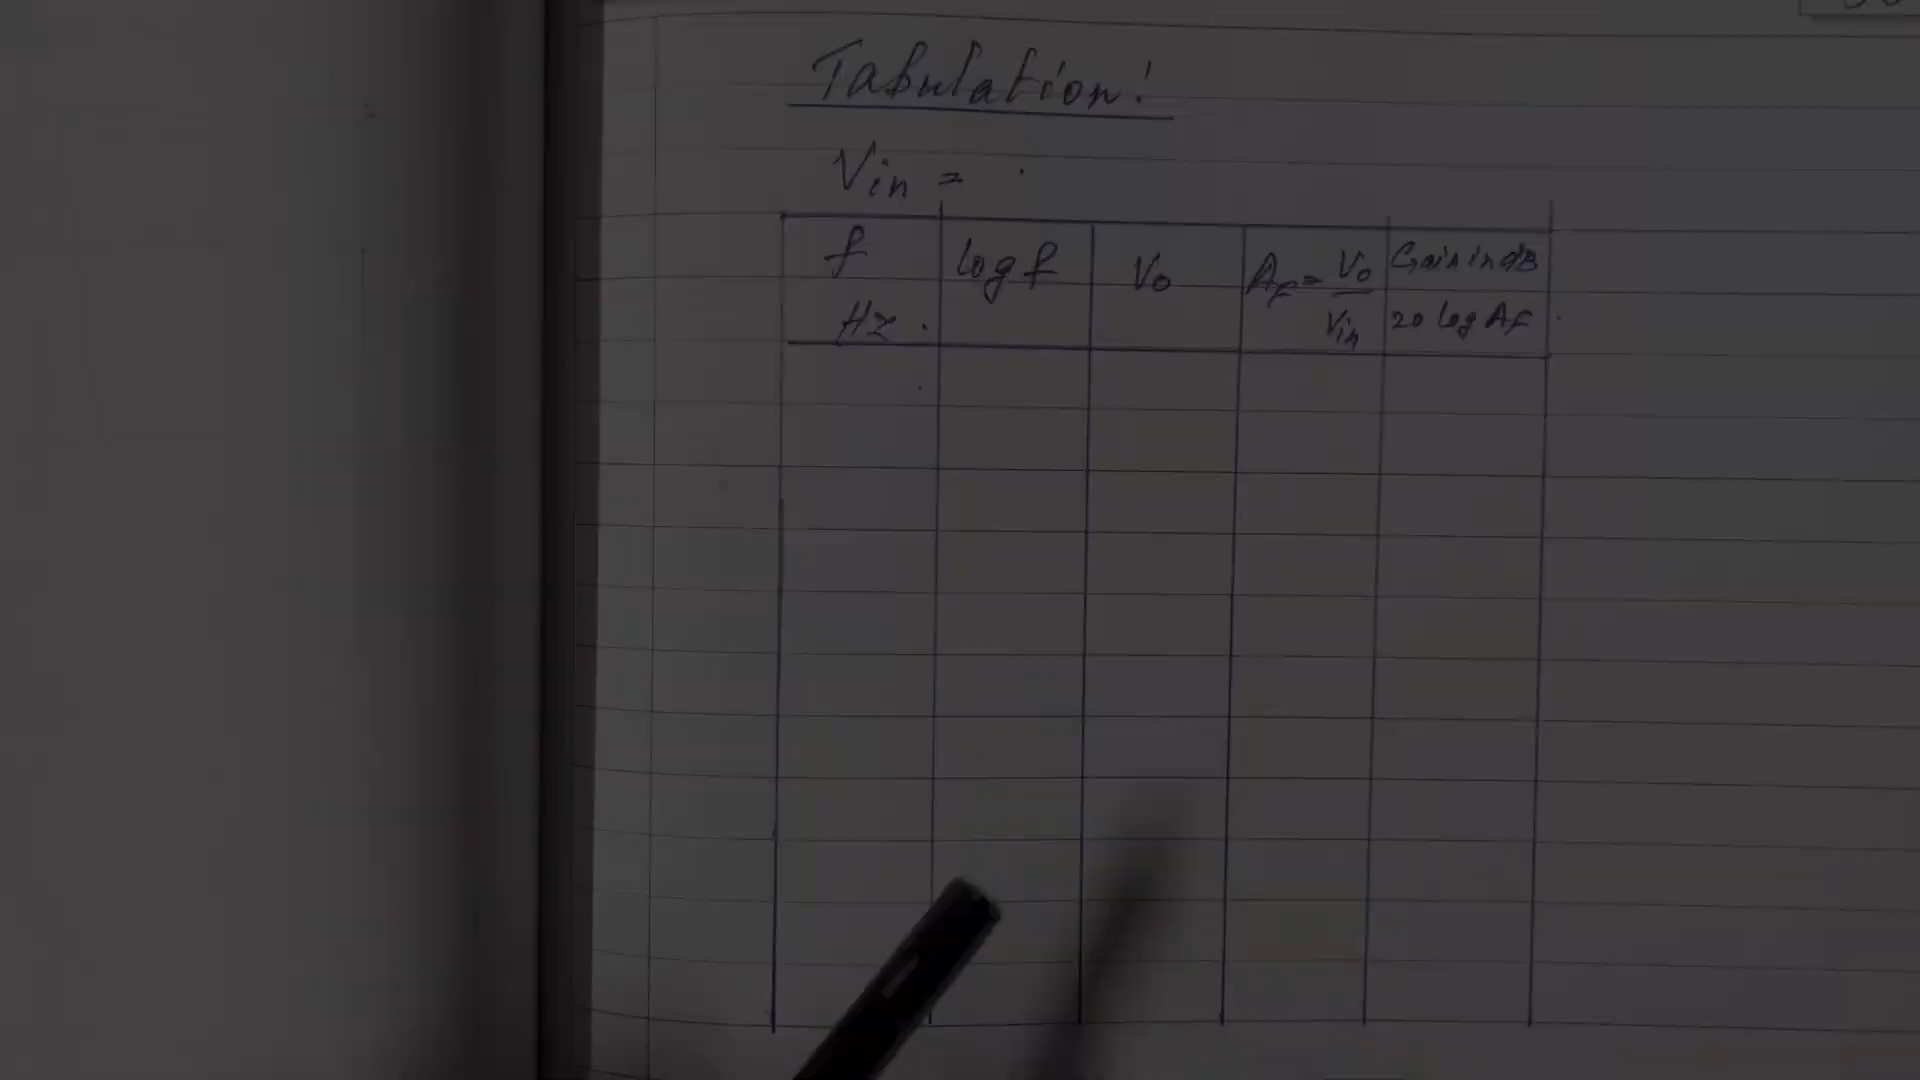 Tabulation:
Vin =
f Hz
log f
Vo
AF = Vo/Vin
Gain in dB
20 log AF